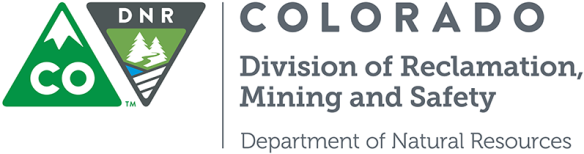 CO
TM
DNR
COLORADO
Division of Reclamation,
Mining and Safety
Department of Natural Resources